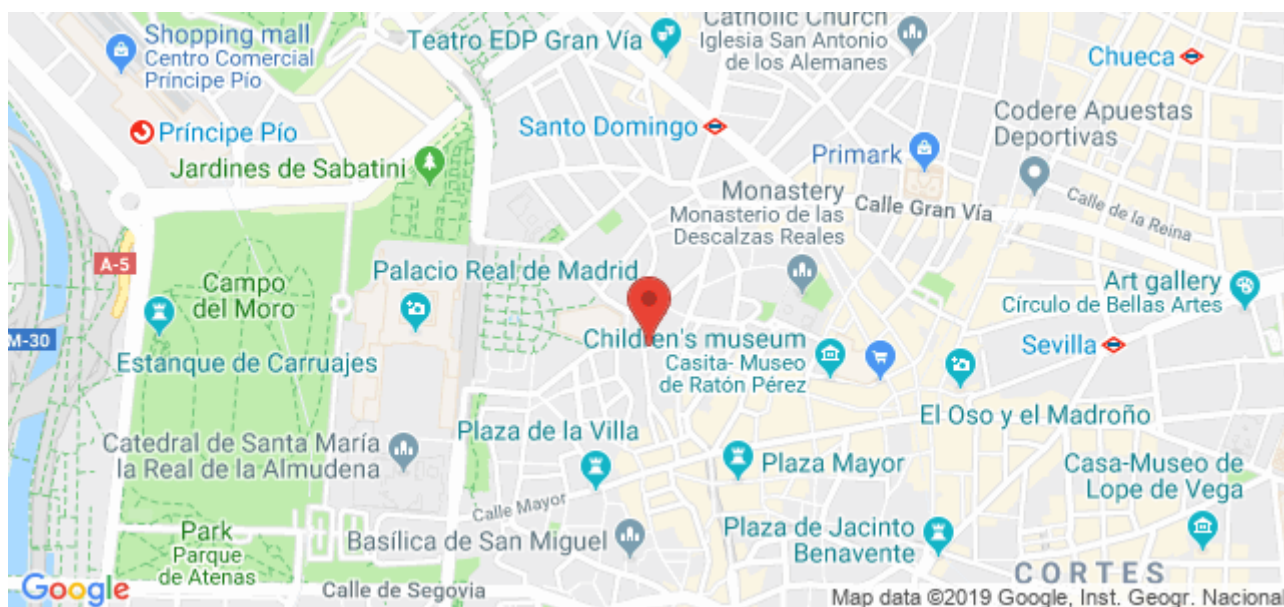 Catholic Church
Iglesia San Antonio
de los Alemanes
Shopping mall
Centro Comercial
Príncipe Pío
Teatro EDP Gran Vía
Chueca
Codere Apuestas
Deportivas
Príncipe Pío
Santo Domingo
Primark
Jardines de Sabatini
Monastery
Monasterio de las
Descalzas Reales
Calle Gran Vía
Calle de la Reina
A-5
Campo
del Moro
Palacio Real de Madrid
Art gallery
Círculo de Bellas Artes
M-30
Children's museum
Casita- Museo
de Ratón Pérez
Sevilla
Estanque de Carruajes
El Oso y el Madroño
Catedral de Santa María
la Real de la Almudena
Plaza de la Villa
Plaza Mayor
Casa-Museo de
Lope de Vega
Calle Mayor
Park
Parque
de Atenas
Basílica de San Miguel
Plaza de Jacinto
Benavente
CORTES
Google
Calle de Segovia
Map data ©2019 Google, Inst. Geogr. Naciona